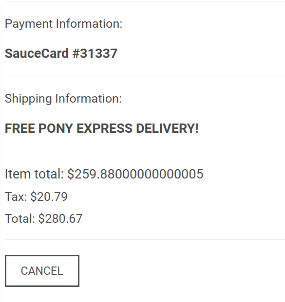 Payment Information:
SauceCard #31337
Shipping Information:
FREE PONY EXPRESS DELIVERY!
Item total: $259.88000000000005
Tax: $20.79
Total: $280.67
CANCEL